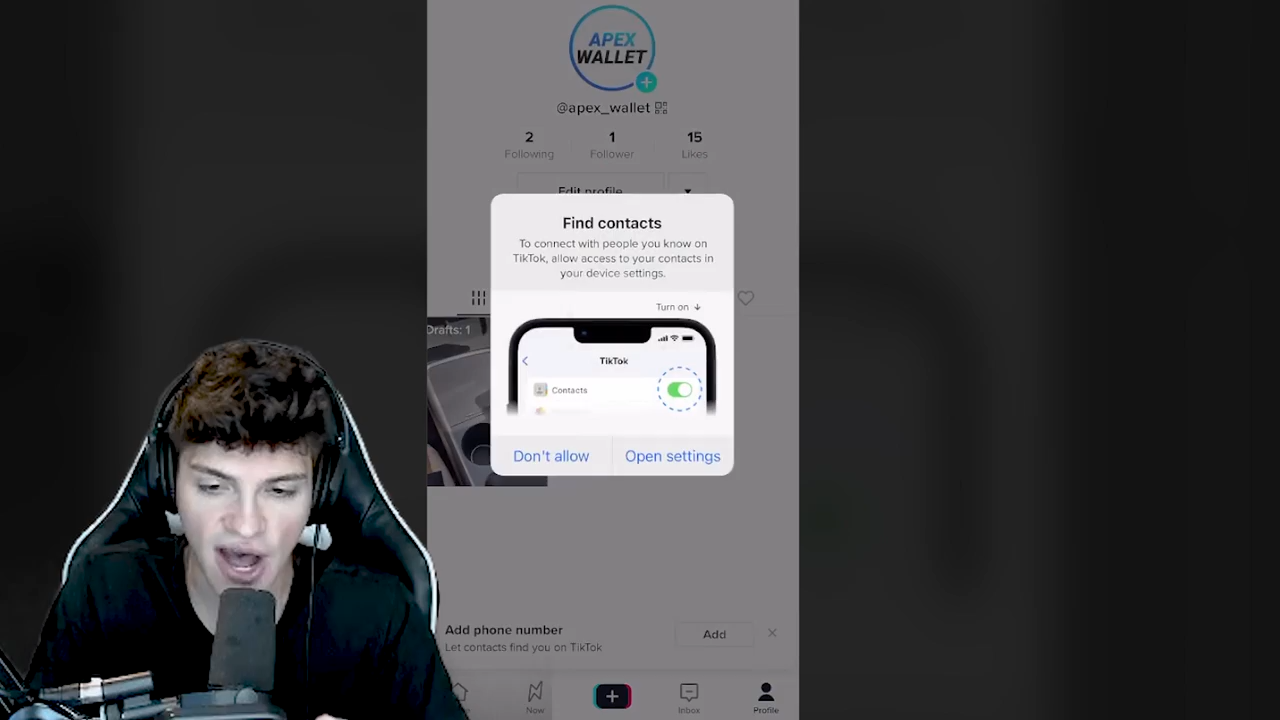 APEX
WALLET
@apex_wallet
2
1
15
Following
Follower
Likes
Edit profile
Find contacts
To connect with people you know on
TikTok, allow access to your contacts in
your device settings.
Turn on ↓
Drafts: 1
TikTok
Contacts
Don't allow
Open settings
Add phone number
Let contacts find you on TikTok
Add
Now
Inbox
Profile